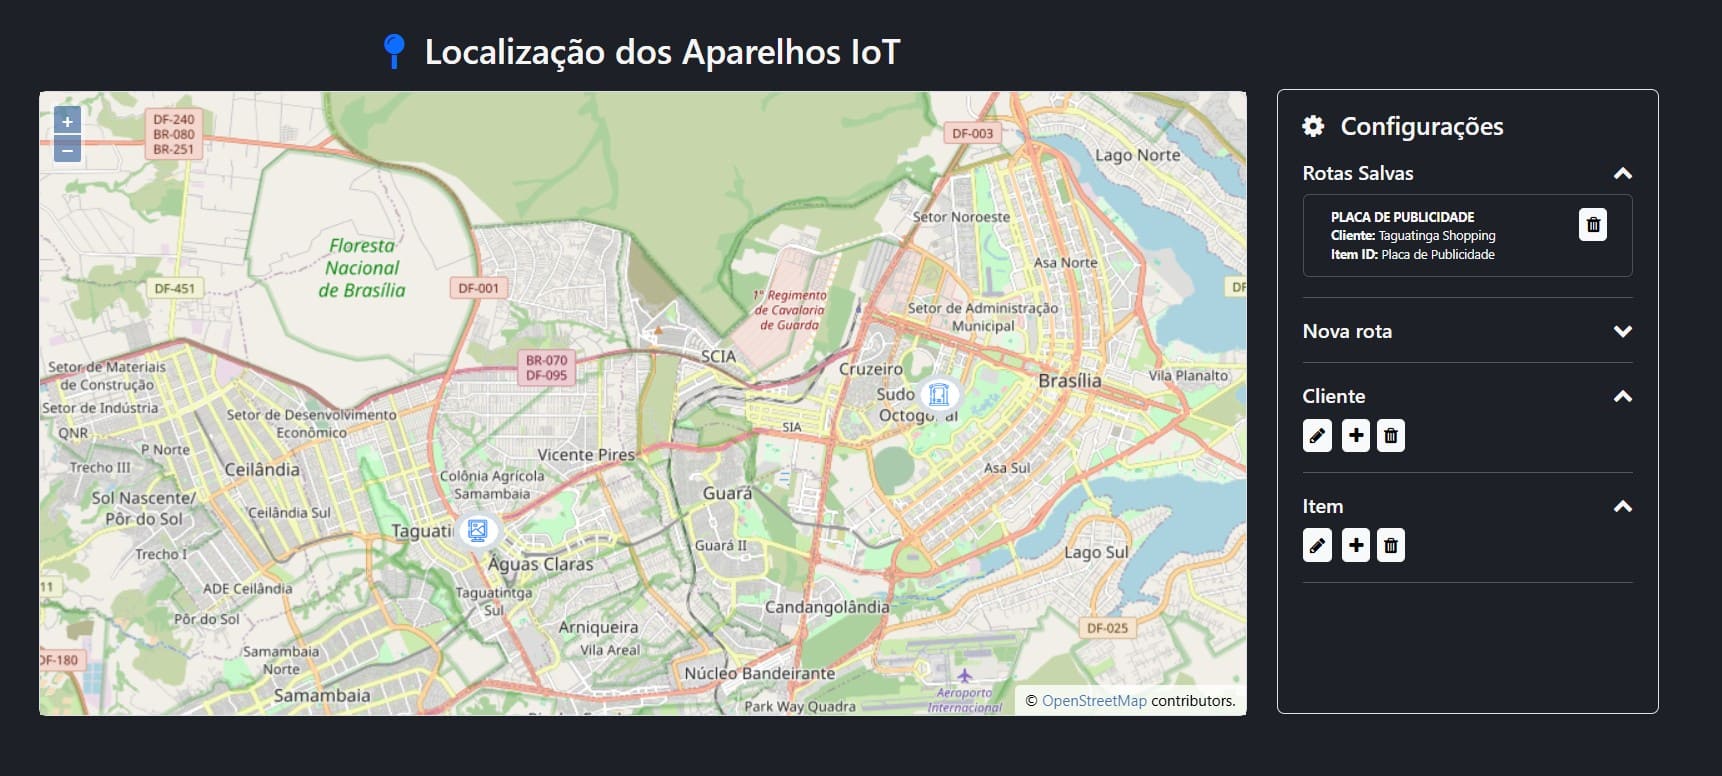 Localização dos Aparelhos IoT
+
−
DF-240
BR-080
BR-251
DF-003
Lago Norte
Setor Noroeste
Floresta
Nacional
de Brasília
Asa Norte
DF-451
DF-001
1° Regimento
de Cavalaria
de Guarda
Setor de Administração
Municipal
DF
BR-070
DF-095
SCIA
Setor de Materiais
de Construção
Cruzeiro
Brasília
Vila Planalto
Sudo
Setor de Indústria
Setor de Desenvolvimento
Econômico
Octogonal
SIA
QNR
P Norte
Vicente Pires
Trecho III
Ceilândia
Asa Sul
Colônia Agrícola
Samambaia
Sol Nascente/
Pôr do Sol
Guará
Ceilândia Sul
Taguati
Guará II
Trecho I
Lago Sul
Águas Claras
ADE Ceilândia
Taguatintga
Sul
Candangolândia
Pôr do Sol
Arniqueira
DF-025
Vila Areal
Samambaia
Norte
DF-180
Núcleo Bandeirante
Samambaia
Aeroporto
Internacional
Park Way Quadra
© OpenStreetMap contributors.
Configurações
Rotas Salvas
PLACA DE PUBLICIDADE
Cliente: Taguatinga Shopping
Item ID: Placa de Publicidade
Nova rota
Cliente
Item